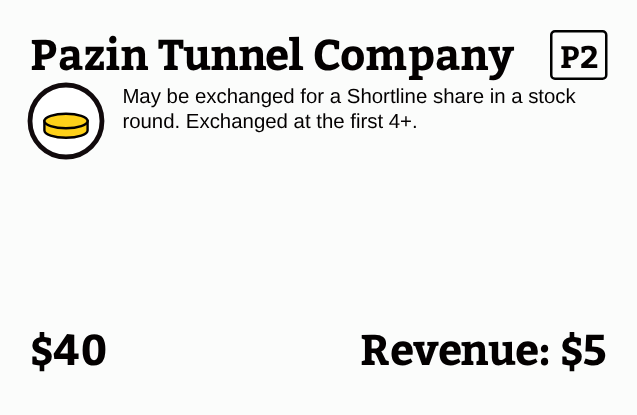 Pazin Tunnel Company P2
May be exchanged for a Shortline share in a stock
round. Exchanged at the first 4+.
$40 Revenue: $5